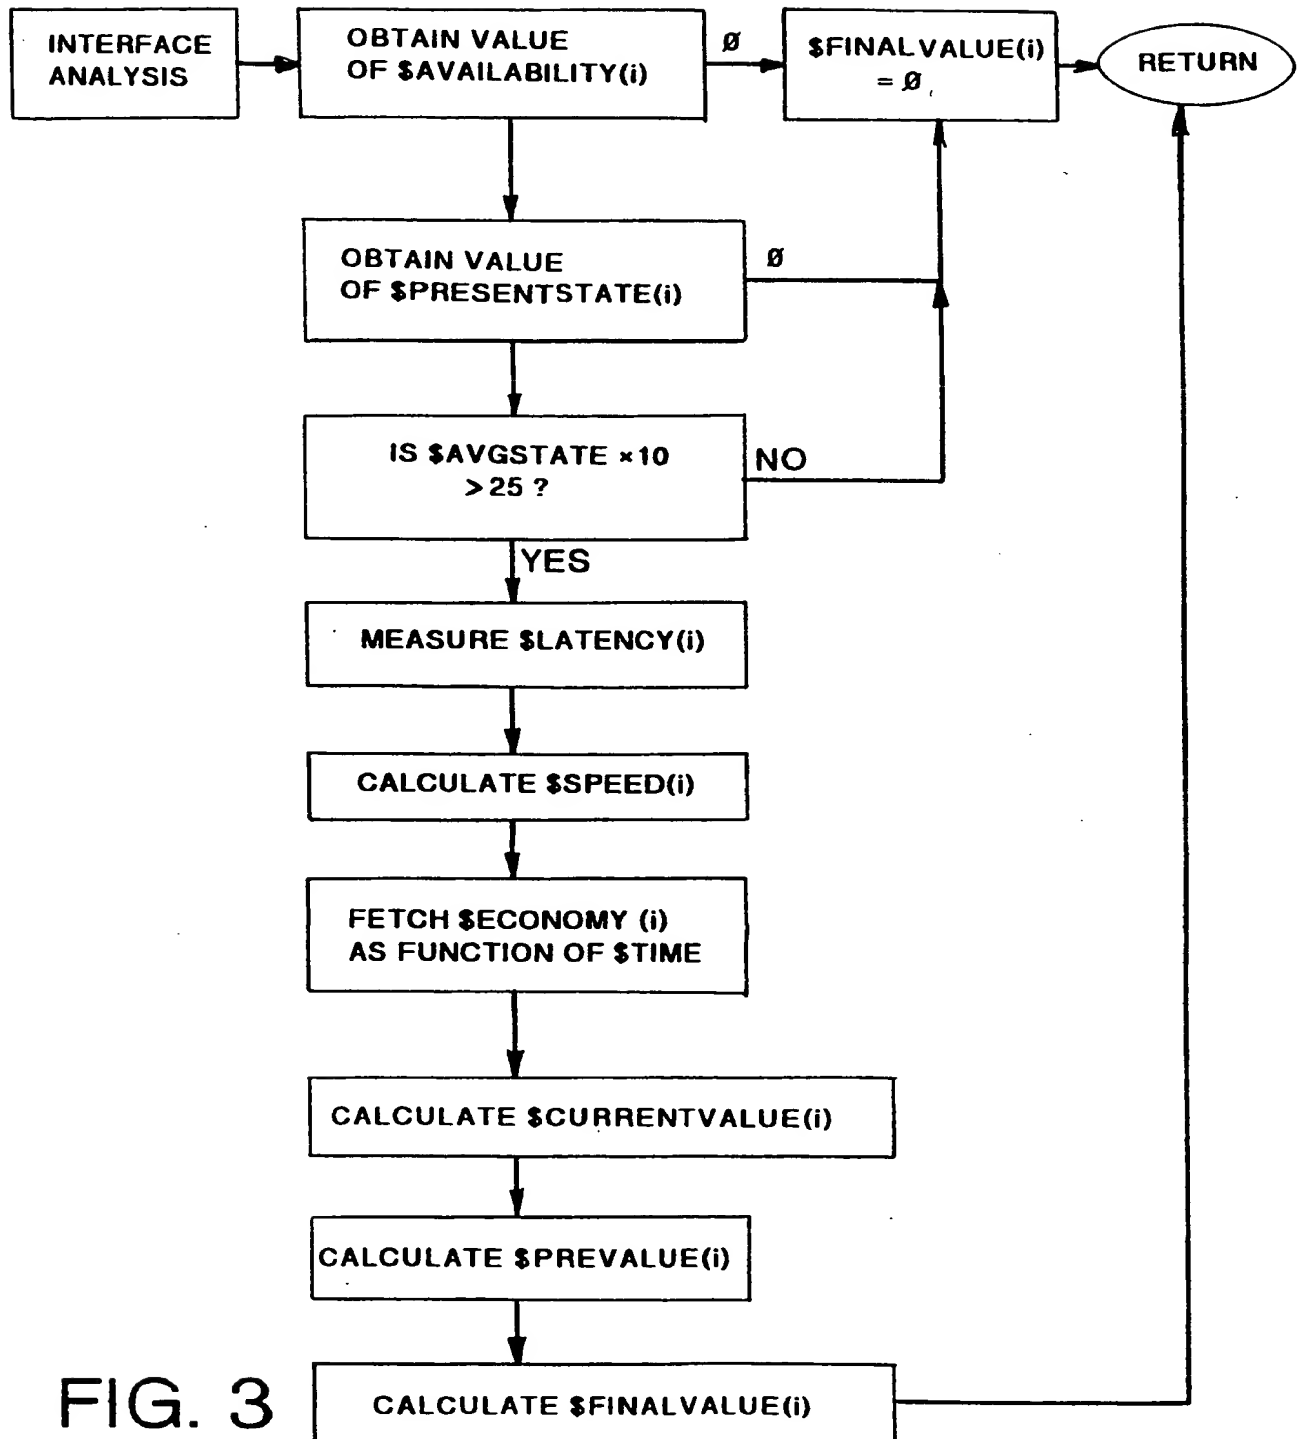 INTERFACE
ANALYSIS
OBTAIN VALUE
OF $AVAILABILITY(i)
Ø
$FINALVALUE(i)
= Ø
RETURN
OBTAIN VALUE
OF $PRESENTSTATE(i)
Ø
IS $AVGSTATE ×10
>25 ?
NO
YES
MEASURE $LATENCY(i)
CALCULATE $SPEED(i)
FETCH $ECONOMY (i)
AS FUNCTION OF $TIME
CALCULATE $CURRENTVALUE(i)
CALCULATE $PREVALUE(i)
CALCULATE $FINALVALUE(i)
FIG. 3